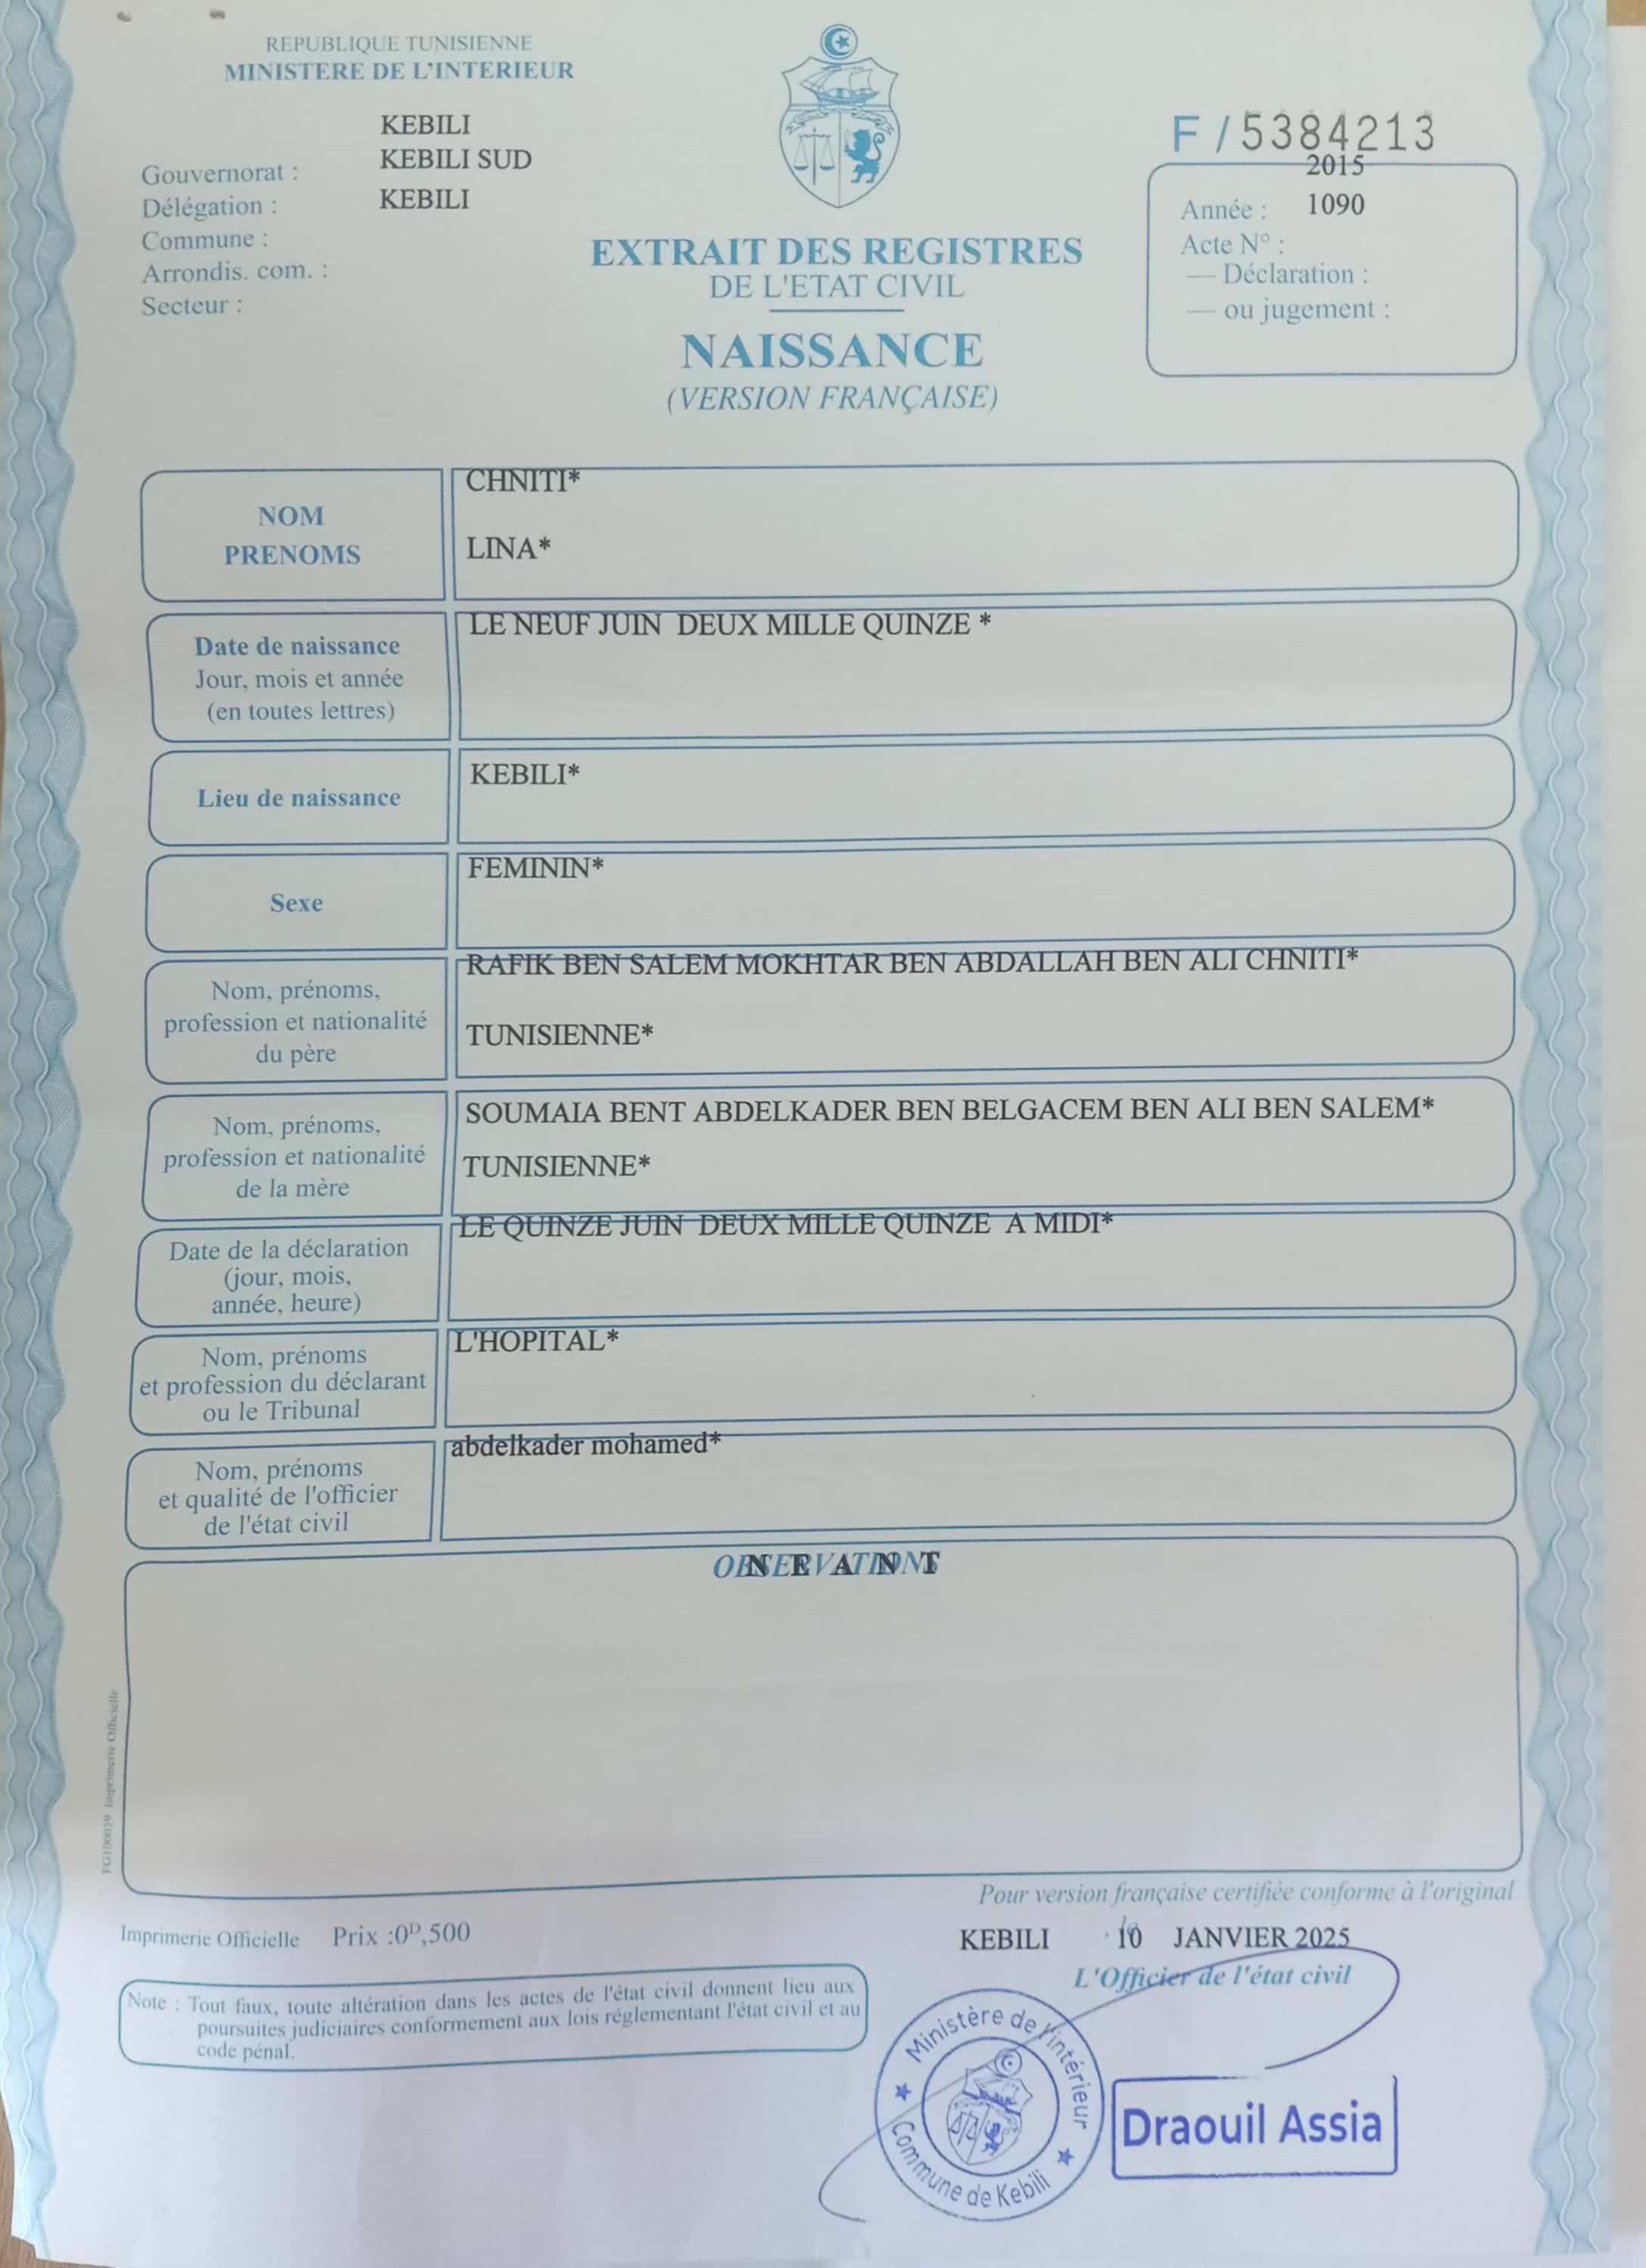 REPUBLIQUE TUNISIENNE
MINISTERE DE L'INTERIEUR
KEBILI
KEBILI SUD
KEBILI
Gouvernorat :
Délégation :
Commune :
Arrondis. com. :
Secteur :
EXTRAIT DES REGISTRES
DE L'ETAT CIVIL
NAISSANCE
(VERSION FRANÇAISE)
F / 5384213
2015
Année : 1090
Acte N° :
— Déclaration :
— ou jugement :
NOM
PRENOMS
CHNITI*
LINA*
Date de naissance
Jour, mois et année
(en toutes lettres)
LE NEUF JUIN DEUX MILLE QUINZE *
Lieu de naissance
KEBILI*
Sexe
FEMININ*
Nom, prénoms,
profession et nationalité
du père
RAFIK BEN SALEM MOKHTAR BEN ABDALLAH BEN ALI CHNITI*
TUNISIENNE*
Nom, prénoms,
profession et nationalité
de la mère
SOUMAIA BENT ABDELKADER BEN BELGACEM BEN ALI BEN SALEM*
TUNISIENNE*
Date de la déclaration
(jour, mois,
année, heure)
LE QUINZE JUIN DEUX MILLE QUINZE A MIDI*
Nom, prénoms
et profession du déclarant
ou le Tribunal
L'HOPITAL*
Nom, prénoms
et qualité de l'officier
de l'état civil
abdelkader mohamed*
OBSERVATIONS
N E A N T
FG100039 Imprimerie Officielle
Pour version française certifiée conforme à l'original
Imprimerie Officielle Prix :0ᴰ,500
KEBILI 10 JANVIER 2025
L'Officier de l'état civil
Note : Tout faux, toute altération dans les actes de l'état civil donnent lieu aux
poursuites judiciaires conformement aux lois réglementant l'état civil et au
code pénal.
Ministère de l'intérieur
Commune de Kebili
Draouil Assia